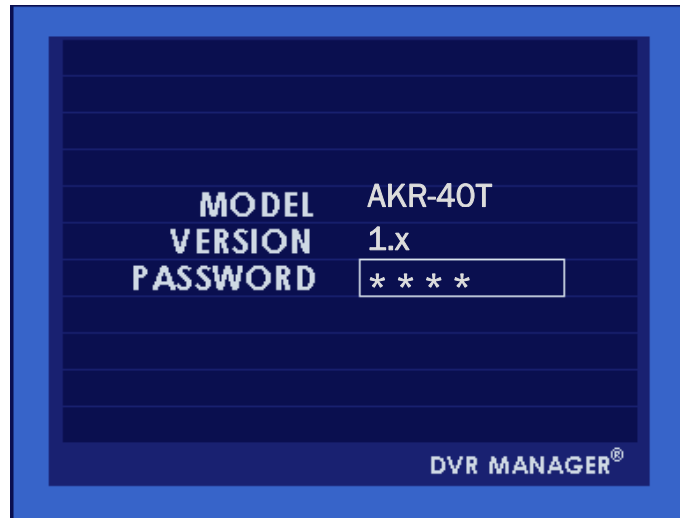 MODEL AKR-40T
VERSION 1.x
PASSWORD ****
DVR MANAGER®